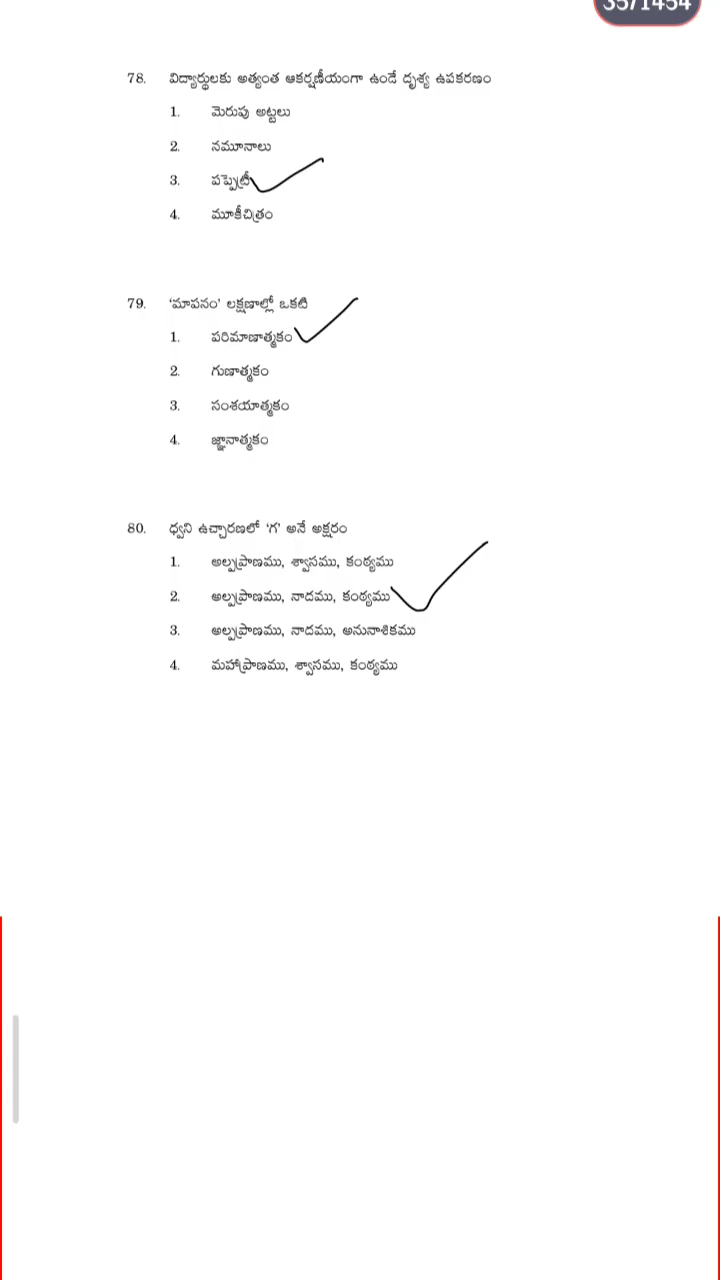 35/1454
78. విద్యార్థులకు అత్యంత ఆకర్షణీయంగా ఉండే దృశ్య ఉపకరణం
1. మెరుపు అట్టలు
2. నమూనాలు
3. పప్పెట్రీ
4. మూకీచిత్రం
79. 'మాపనం' లక్షణాల్లో ఒకటి
1. పరిమాణాత్మకం
2. గుణాత్మకం
3. సంశయాత్మకం
4. జ్ఞానాత్మకం
80. ధ్వని ఉచ్చారణలో 'గ' అనే అక్షరం
1. అల్పప్రాణము, శ్వాసము, కంఠ్యము
2. అల్పప్రాణము, నాదము, కంఠ్యము
3. అల్పప్రాణము, నాదము, అనునాశికము
4. మహాప్రాణము, శ్వాసము, కంఠ్యము